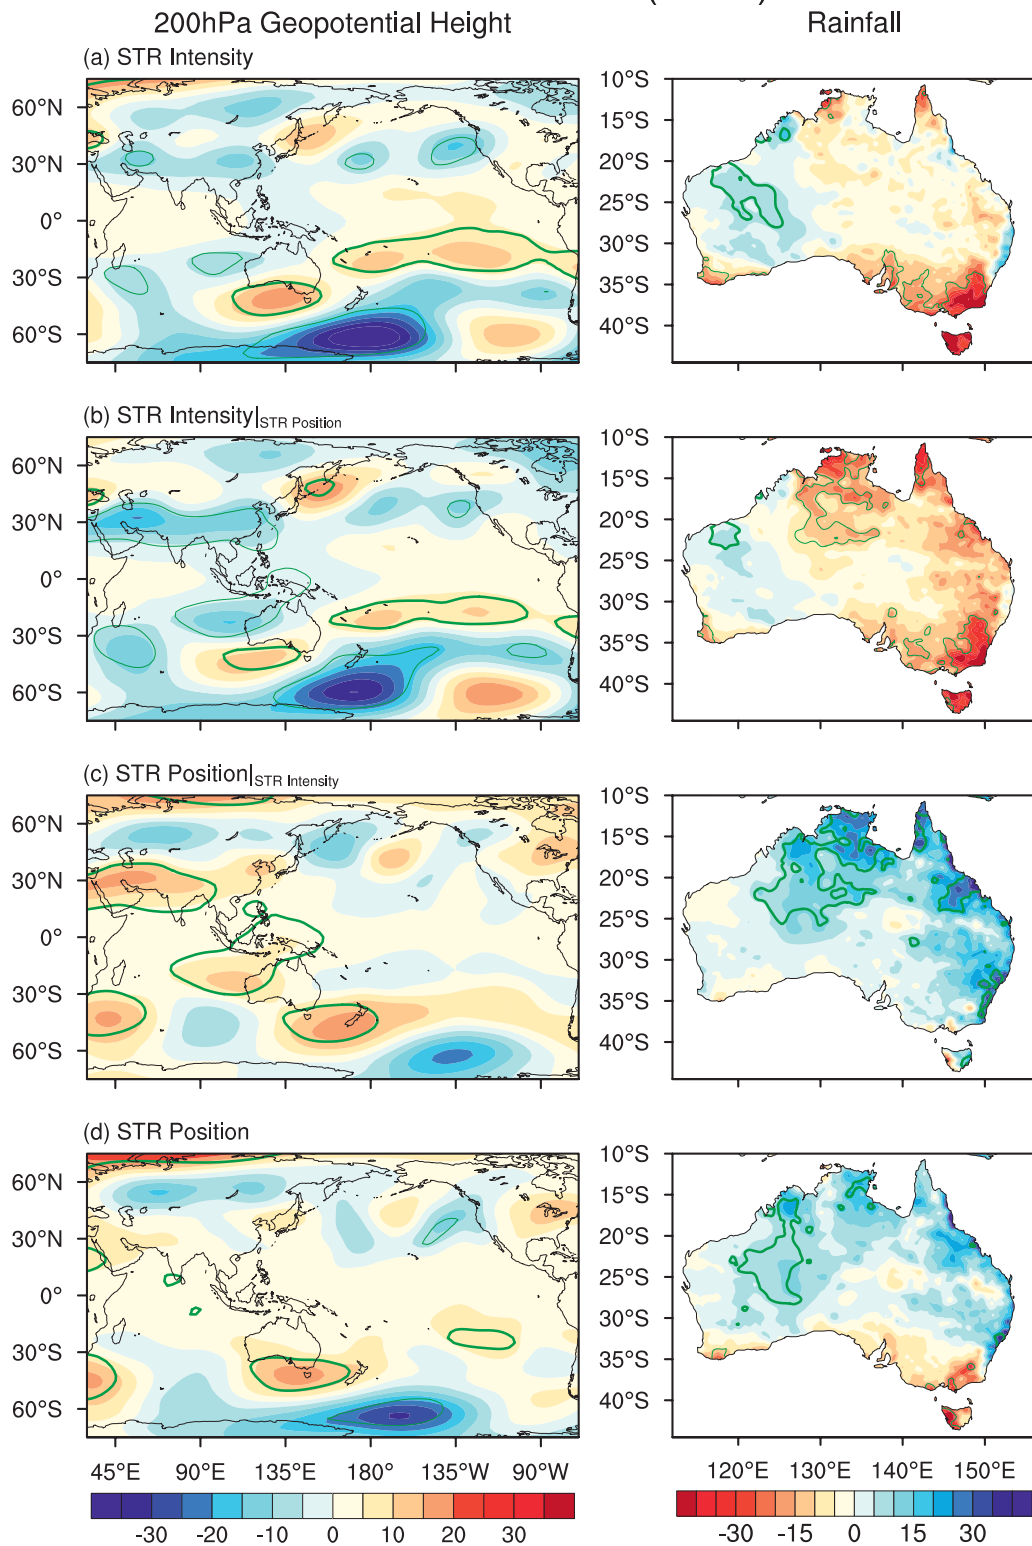 200hPa Geopotential Height Rainfall
(a) STR Intensity
60°N 30°N 0° 30°S 60°S
10°S 15°S 20°S 25°S 30°S 35°S 40°S
(b) STR Intensity|STR Position
60°N 30°N 0° 30°S 60°S
10°S 15°S 20°S 25°S 30°S 35°S 40°S
(c) STR Position|STR Intensity
60°N 30°N 0° 30°S 60°S
10°S 15°S 20°S 25°S 30°S 35°S 40°S
(d) STR Position
60°N 30°N 0° 30°S 60°S
10°S 15°S 20°S 25°S 30°S 35°S 40°S
45°E 90°E 135°E 180° 135°W 90°W
120°E 130°E 140°E 150°E
-30 -20 -10 0 10 20 30
-30 -15 0 15 30